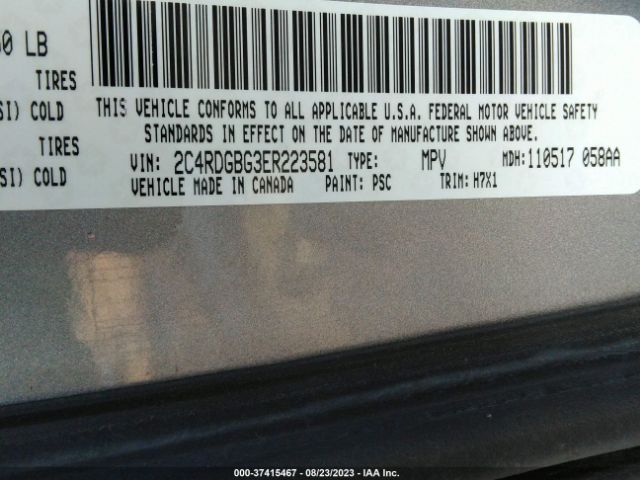 60 LB
TIRES
SI) COLD
TIRES
SI) COLD
THIS VEHICLE CONFORMS TO ALL APPLICABLE U.S.A. FEDERAL MOTOR VEHICLE SAFETY
STANDARDS IN EFFECT ON THE DATE OF MANUFACTURE SHOWN ABOVE.
VIN: 2C4RDGBG3ER223581 TYPE: MPV MDH: 110517 058AA
VEHICLE MADE IN CANADA PAINT: PSC TRIM: H7X1
000-37415467 - 08/23/2023 - IAA Inc.